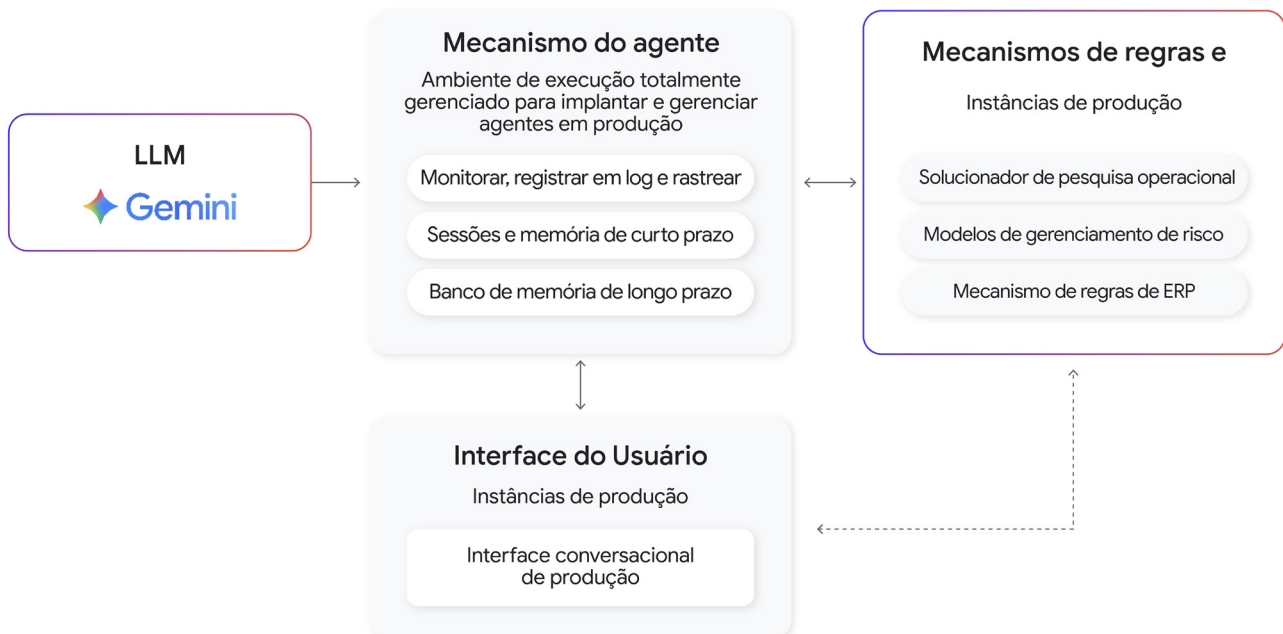 LLM
Gemini
Mecanismo do agente
Ambiente de execução totalmente
gerenciado para implantar e gerenciar
agentes em produção
Monitorar, registrar em log e rastrear
Sessões e memória de curto prazo
Banco de memória de longo prazo
Mecanismos de regras e
Instâncias de produção
Solucionador de pesquisa operacional
Modelos de gerenciamento de risco
Mecanismo de regras de ERP
Interface do Usuário
Instâncias de produção
Interface conversacional
de produção